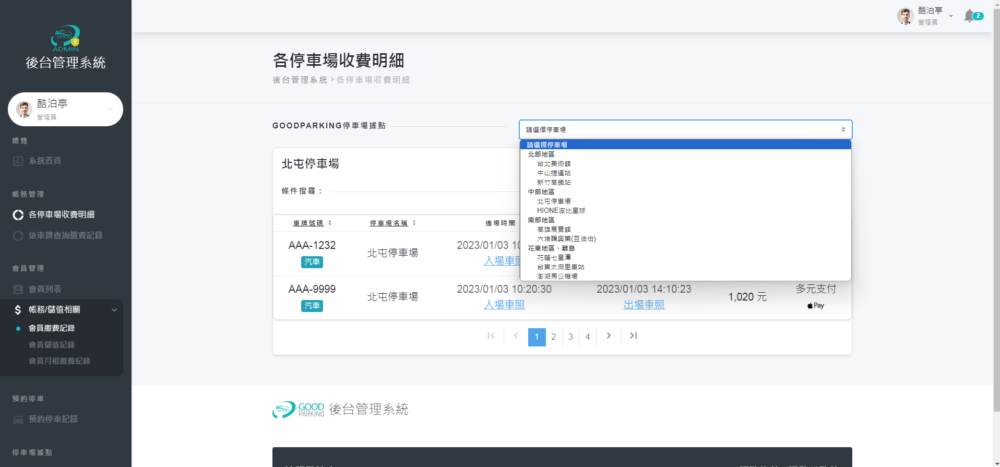 GOOD
ADMIN
後台管理系統
酷泊亭
管理員
總覽
系統首頁
帳務管理
各停車場收費明細
依車牌查詢繳費記錄
會員管理
會員列表
帳務/儲值相關
會員繳費記錄
會員儲值記錄
會員月租繳費紀錄
預約停車
預約停車紀錄
停車場據點
酷泊亭
管理員
2
各停車場收費明細
後台管理系統 > 各停車場收費明細
GOODPARKING停車場據點
請選擇停車場
請選擇停車場
北部地區
台北美術館
中山捷運站
新竹高鐵站
中部地區
北屯停車場
HIONE波比星球
南部地區
高雄展覽館
六堆釀興業(豆油伯)
花東地區、離島
花蓮七星潭
台東太麻里車站
澎湖馬公機場
北屯停車場
條件搜尋：
車牌號碼 停車場名稱 進場時間
AAA-1232 北屯停車場 2023/01/03 10
汽車 入場車照
AAA-9999 北屯停車場 2023/01/03 10:20:30 2023/01/03 14:10:23 1,020 元 多元支付
汽車 入場車照 出場車照 Pay
1 2 3 4
GOOD GOOD PARKING 後台管理系統